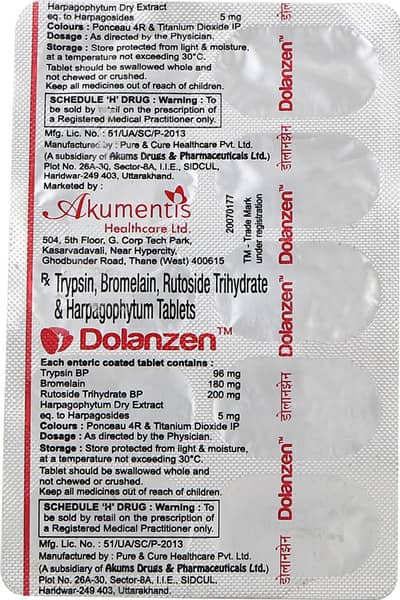 Harpagophytum Dry Extract
eq. to Harpagosides 5 mg
Colours : Ponceau 4R & Titanium Dioxide IP
Dosage : As directed by the Physician.
Storage : Store protected from light & moisture,
at a temperature not exceeding 30°C.
Tablet should be swallowed whole and
not chewed or crushed.
Keep all medicines out of reach of children.
SCHEDULE 'H' DRUG : Warning : To
be sold by retail on the prescription of
a Registered Medical Practitioner only.
Mfg. Lic. No. : 51/UA/SC/P-2013
Manufactured by : Pure & Cure Healthcare Pvt. Ltd.
(A subsidiary of Akums Drugs & Pharmaceuticals Ltd.)
Plot No. 26A-30, Sector-8A, I.I.E., SIDCUL,
Haridwar-249 403, Uttarakhand.
Marketed by :
Akumentis
Healthcare Ltd.
504, 5th Floor, G. Corp Tech Park,
Kasarvadavali, Near Hypercity,
Ghodbunder Road, Thane (West) 400615
20070177
TM - Trade Mark
under registration
Rx Trypsin, Bromelain, Rutoside Trihydrate
& Harpagophytum Tablets
Dolanzen™
Each enteric coated tablet contains :
Trypsin BP 96 mg
Bromelain 180 mg
Rutoside Trihydrate BP 200 mg
Harpagophytum Dry Extract
eq. to Harpagosides 5 mg
Colours : Ponceau 4R & Titanium Dioxide IP
Dosage : As directed by the Physician.
Storage : Store protected from light & moisture,
at a temperature not exceeding 30°C.
Tablet should be swallowed whole and
not chewed or crushed.
Keep all medicines out of reach of children.
SCHEDULE 'H' DRUG : Warning : To
be sold by retail on the prescription of
a Registered Medical Practitioner only.
Mfg. Lic. No. : 51/UA/SC/P-2013
Manufactured by : Pure & Cure Healthcare Pvt. Ltd.
(A subsidiary of Akums Drugs & Pharmaceuticals Ltd.)
Plot No. 26A-30, Sector-8A, I.I.E., SIDCUL,
Haridwar-249 403, Uttarakhand.
डोलानझेन
Dolanzen™
डोलानझेन
Dolanzen™
डोलानझेन
Dolanzen™
डोलानझेन
Dolanzen™
डोलानझेन